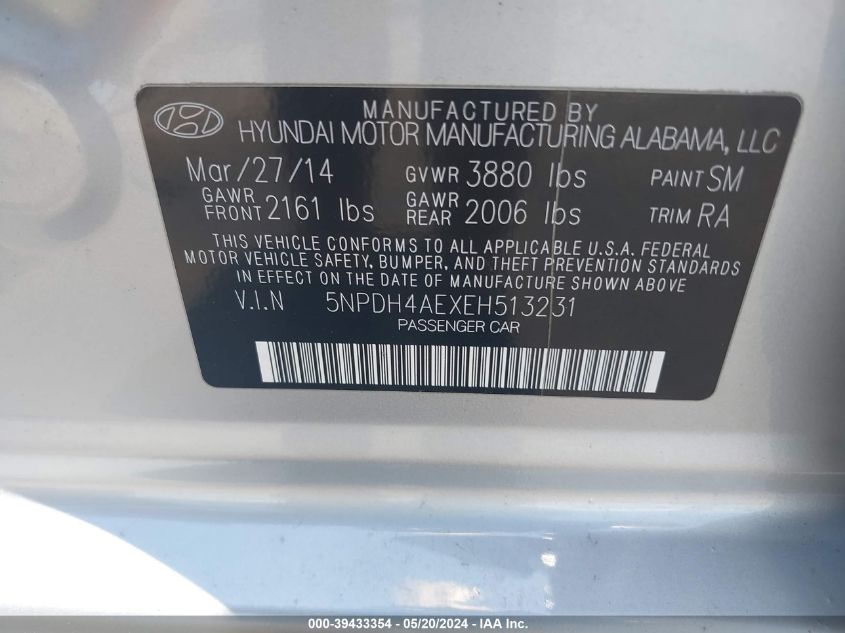 MANUFACTURED BY
HYUNDAI MOTOR MANUFACTURING ALABAMA, LLC
Mar/27/14 GVWR 3880 lbs PAINT SM
GAWR FRONT 2161 lbs GAWR REAR 2006 lbs TRIM RA
THIS VEHICLE CONFORMS TO ALL APPLICABLE U.S.A. FEDERAL
MOTOR VEHICLE SAFETY, BUMPER, AND THEFT PREVENTION STANDARDS
IN EFFECT ON THE DATE OF MANUFACTURE SHOWN ABOVE.
V.I.N 5NPDH4AEXEH513231
PASSENGER CAR
000-39433354 - 05/20/2024 - IAA Inc.